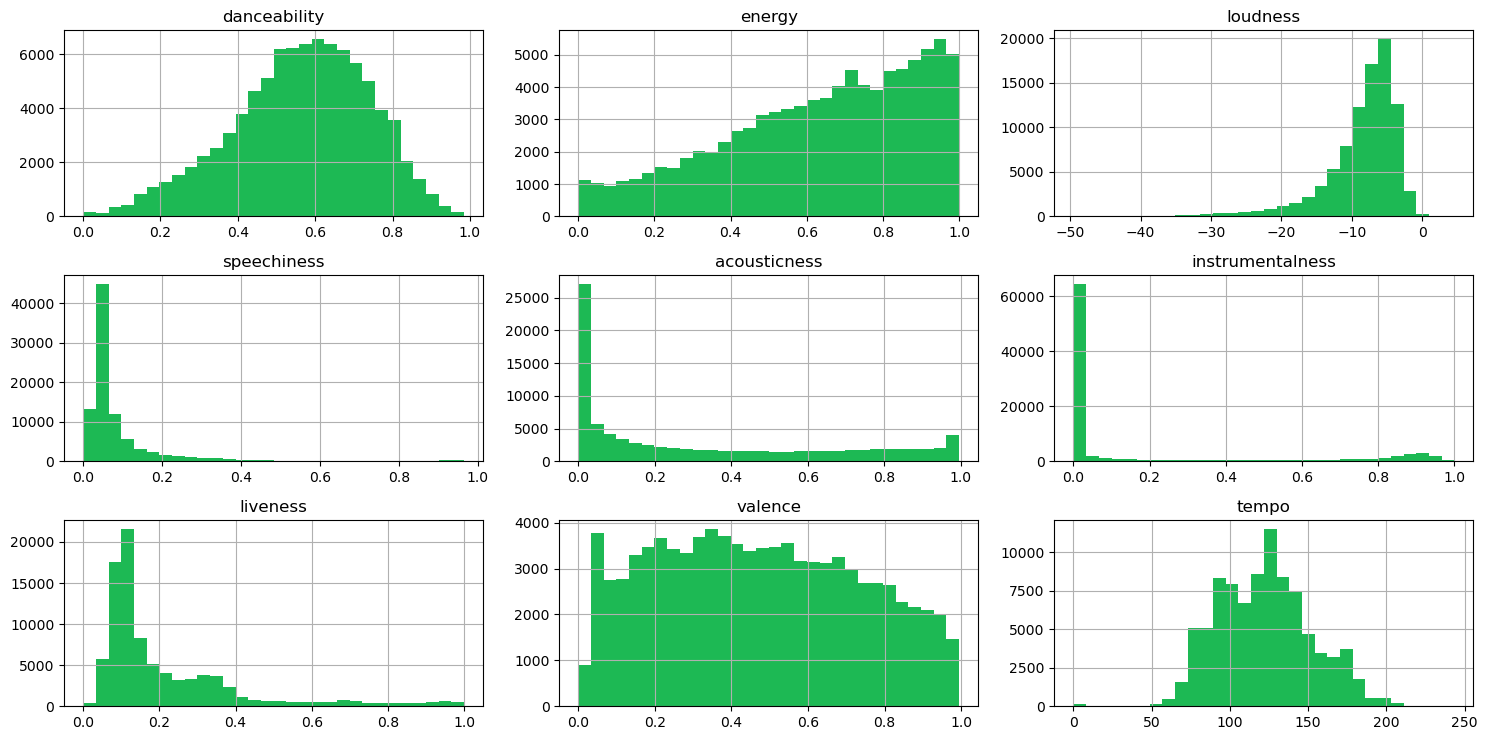 danceability
6000
4000
2000
0
0.0 0.2 0.4 0.6 0.8 1.0
energy
5000
4000
3000
2000
1000
0
0.0 0.2 0.4 0.6 0.8 1.0
loudness
20000
15000
10000
5000
0
−50 −40 −30 −20 −10 0
speechiness
40000
30000
20000
10000
0
0.0 0.2 0.4 0.6 0.8 1.0
acousticness
25000
20000
15000
10000
5000
0
0.0 0.2 0.4 0.6 0.8 1.0
instrumentalness
60000
40000
20000
0
0.0 0.2 0.4 0.6 0.8 1.0
liveness
20000
15000
10000
5000
0
0.0 0.2 0.4 0.6 0.8 1.0
valence
4000
3000
2000
1000
0
0.0 0.2 0.4 0.6 0.8 1.0
tempo
10000
7500
5000
2500
0
0 50 100 150 200 250